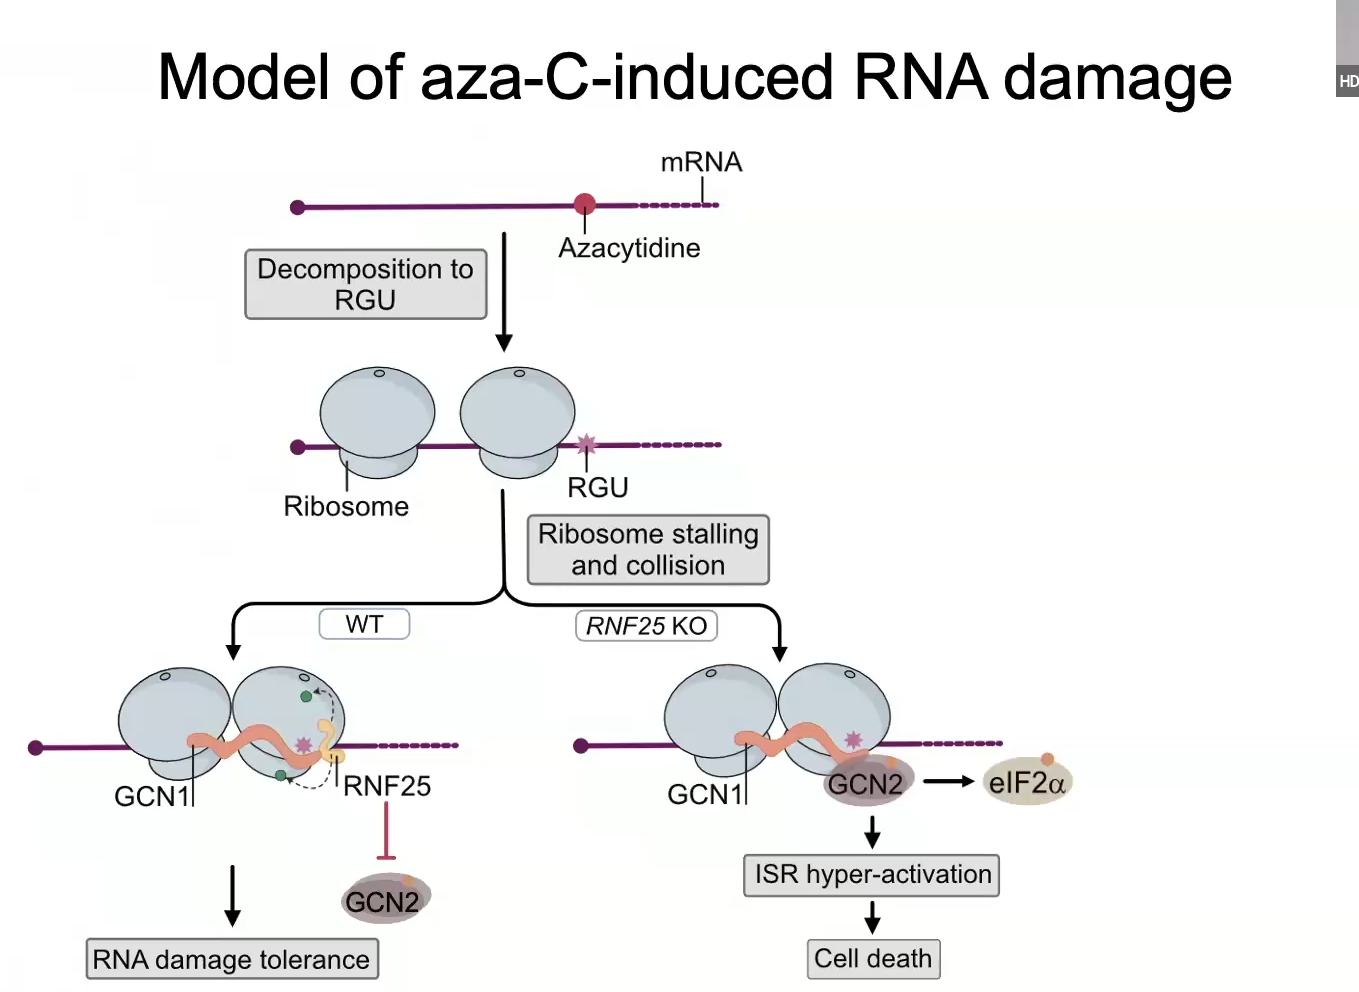 Model of aza-C-induced RNA damage
HD
mRNA
Azacytidine
Decomposition to
RGU
Ribosome
RGU
Ribosome stalling
and collision
WT
RNF25 KO
GCN1
RNF25
GCN2
RNA damage tolerance
GCN1
GCN2
eIF2α
ISR hyper-activation
Cell death